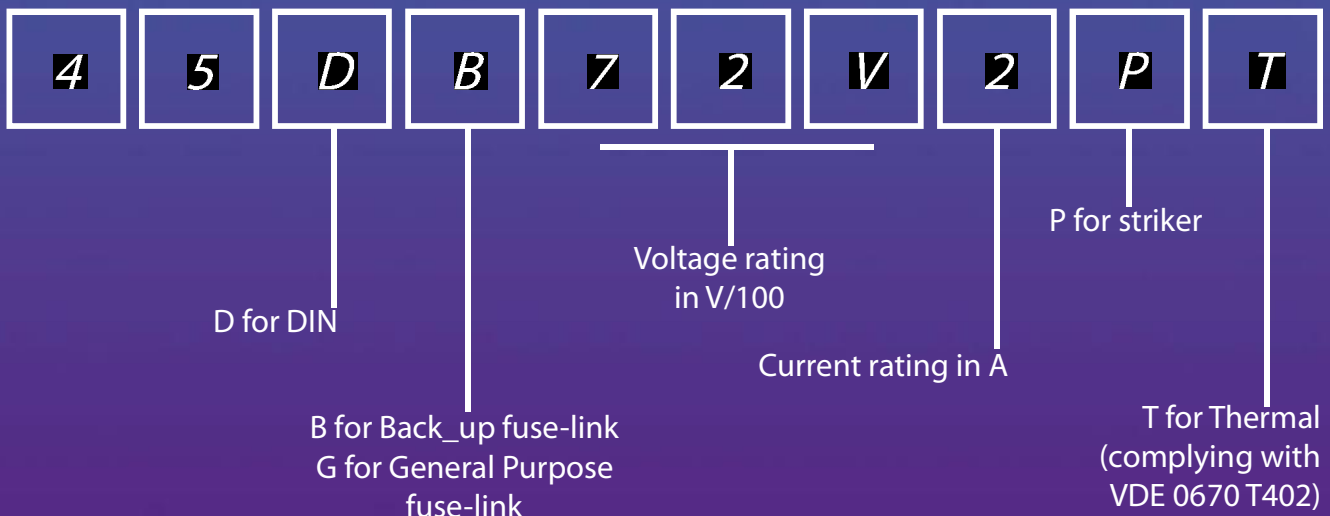 4 5 D B 7 2 V 2 P T
P for striker
Voltage rating
in V/100
D for DIN
Current rating in A
B for Back_up fuse-link
G for General Purpose
fuse-link
T for Thermal
(complying with
VDE 0670 T402)